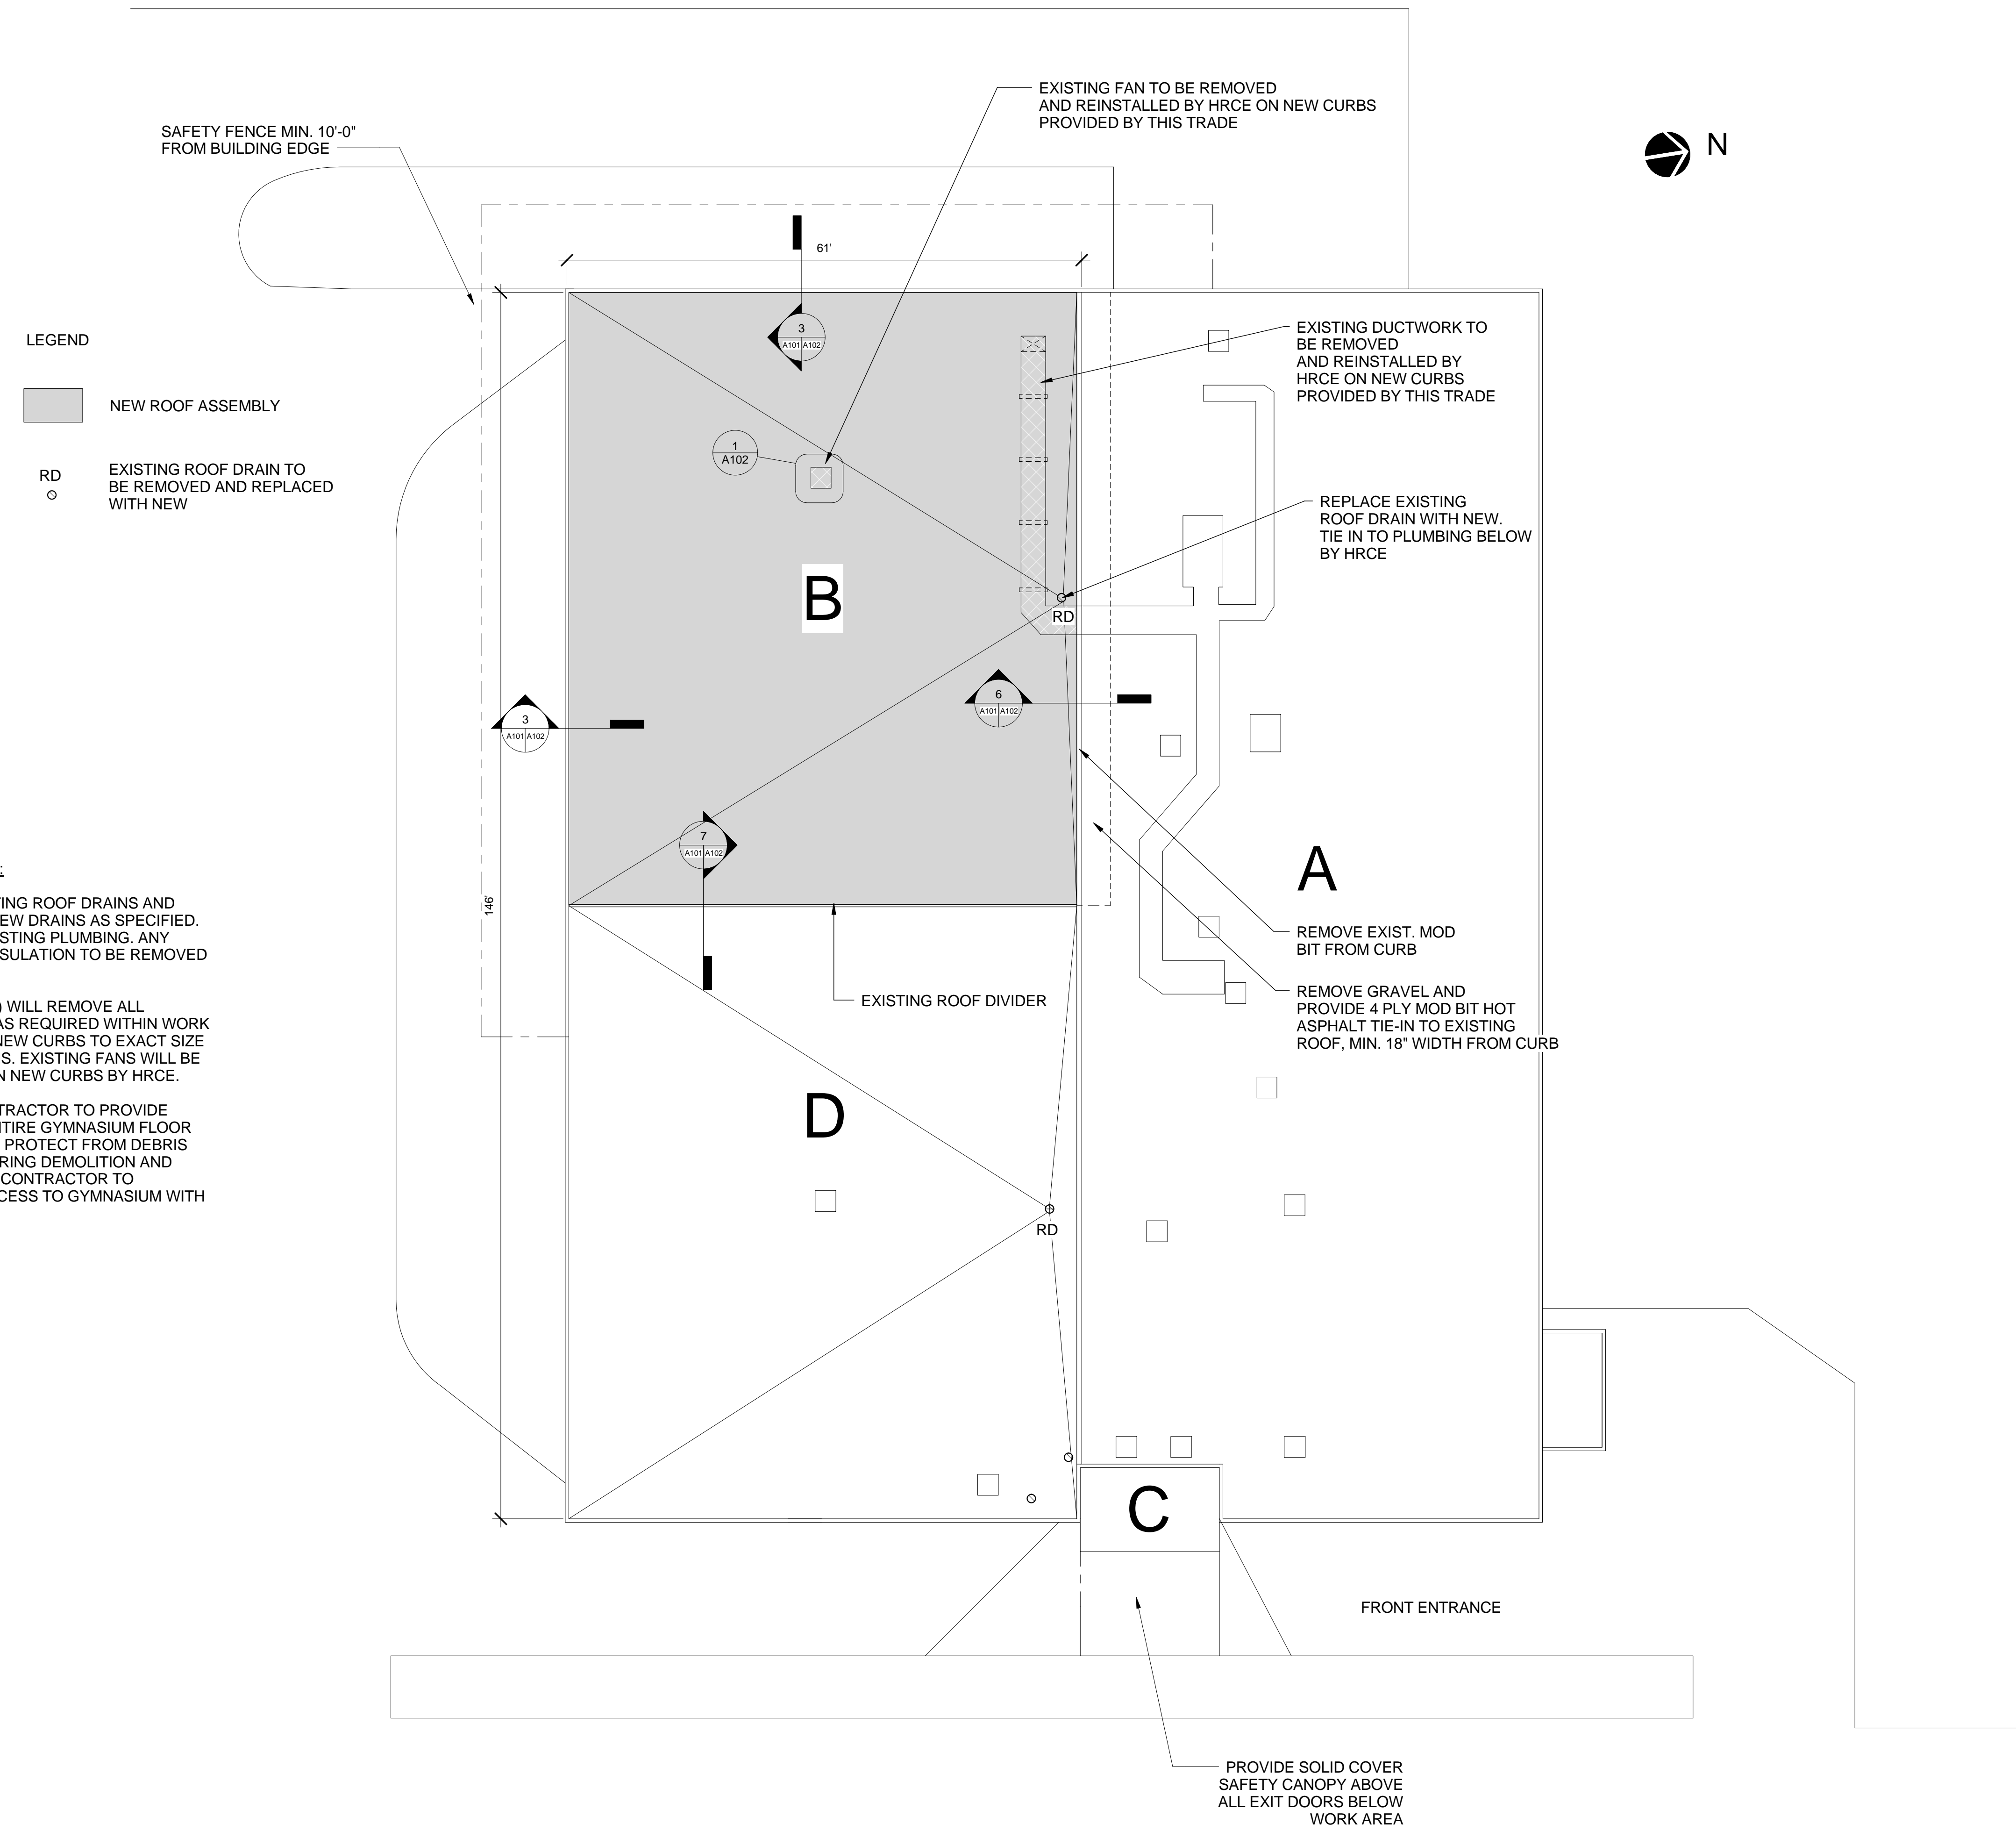 EXISTING FAN TO BE REMOVED
AND REINSTALLED BY HRCE ON NEW CURBS
PROVIDED BY THIS TRADE
SAFETY FENCE MIN. 10'-0"
FROM BUILDING EDGE
N
61'
3
A101 A102
LEGEND
NEW ROOF ASSEMBLY
RD
EXISTING ROOF DRAIN TO
BE REMOVED AND REPLACED
WITH NEW
EXISTING DUCTWORK TO
BE REMOVED
AND REINSTALLED BY
HRCE ON NEW CURBS
PROVIDED BY THIS TRADE
1
A102
REPLACE EXISTING
ROOF DRAIN WITH NEW.
TIE IN TO PLUMBING BELOW
BY HRCE
B
RD
3
A101 A102
6
A101 A102
7
A101 A102
146'
A
:
TING ROOF DRAINS AND
EW DRAINS AS SPECIFIED.
ISTING PLUMBING. ANY
SULATION TO BE REMOVED
) WILL REMOVE ALL
AS REQUIRED WITHIN WORK
NEW CURBS TO EXACT SIZE
S. EXISTING FANS WILL BE
N NEW CURBS BY HRCE.
TRACTOR TO PROVIDE
NTIRE GYMNASIUM FLOOR
PROTECT FROM DEBRIS
RING DEMOLITION AND
CONTRACTOR TO
CESS TO GYMNASIUM WITH
REMOVE EXIST. MOD
BIT FROM CURB
EXISTING ROOF DIVIDER
REMOVE GRAVEL AND
PROVIDE 4 PLY MOD BIT HOT
ASPHALT TIE-IN TO EXISTING
ROOF, MIN. 18" WIDTH FROM CURB
D
RD
C
FRONT ENTRANCE
PROVIDE SOLID COVER
SAFETY CANOPY ABOVE
ALL EXIT DOORS BELOW
WORK AREA